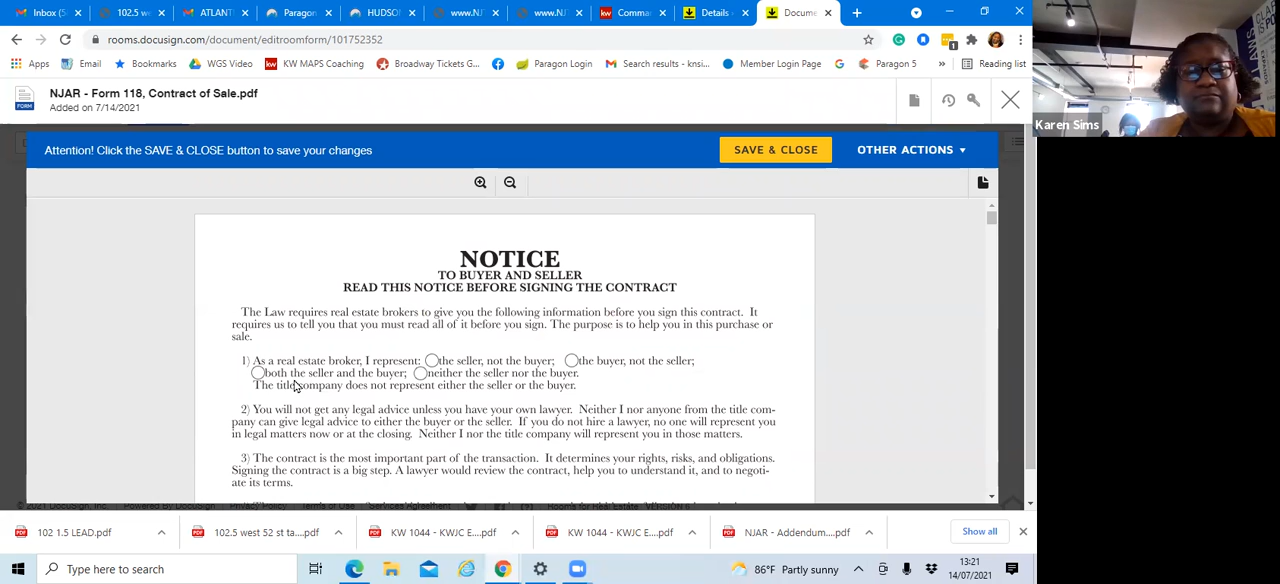 Inbox (5
102.5 we
ATLANT
Paragon
HUDSO
www.NJ
www.NJ
Comma
Details
Docume
rooms.docusign.com/document/editroomform/101752352
Apps
Email
Bookmarks
WGS Video
KW MAPS Coaching
Broadway Tickets G...
Paragon Login
Search results - knsi...
Member Login Page
Paragon 5
»
Reading list
NJAR - Form 118, Contract of Sale.pdf
Added on 7/14/2021
FORM
Karen Sims
Attention! Click the SAVE & CLOSE button to save your changes
SAVE & CLOSE
OTHER ACTIONS
NOTICE
TO BUYER AND SELLER
READ THIS NOTICE BEFORE SIGNING THE CONTRACT
The Law requires real estate brokers to give you the following information before you sign this contract. It
requires us to tell you that you must read all of it before you sign. The purpose is to help you in this purchase or
sale.
1) As a real estate broker, I represent: the seller, not the buyer; the buyer, not the seller;
both the seller and the buyer; neither the seller nor the buyer.
The title company does not represent either the seller or the buyer.
2) You will not get any legal advice unless you have your own lawyer. Neither I nor anyone from the title com-
pany can give legal advice to either the buyer or the seller. If you do not hire a lawyer, no one will represent you
in legal matters now or at the closing. Neither I nor the title company will represent you in those matters.
3) The contract is the most important part of the transaction. It determines your rights, risks, and obligations.
Signing the contract is a big step. A lawyer would review the contract, help you to understand it, and to negoti-
ate its terms.
102 1.5 LEAD.pdf
102.5 west 52 st ta....pdf
KW 1044 - KWJC E....pdf
KW 1044 - KWJC E....pdf
NJAR - Addendum....pdf
Show all
Type here to search
86°F Partly sunny
13:21
14/07/2021